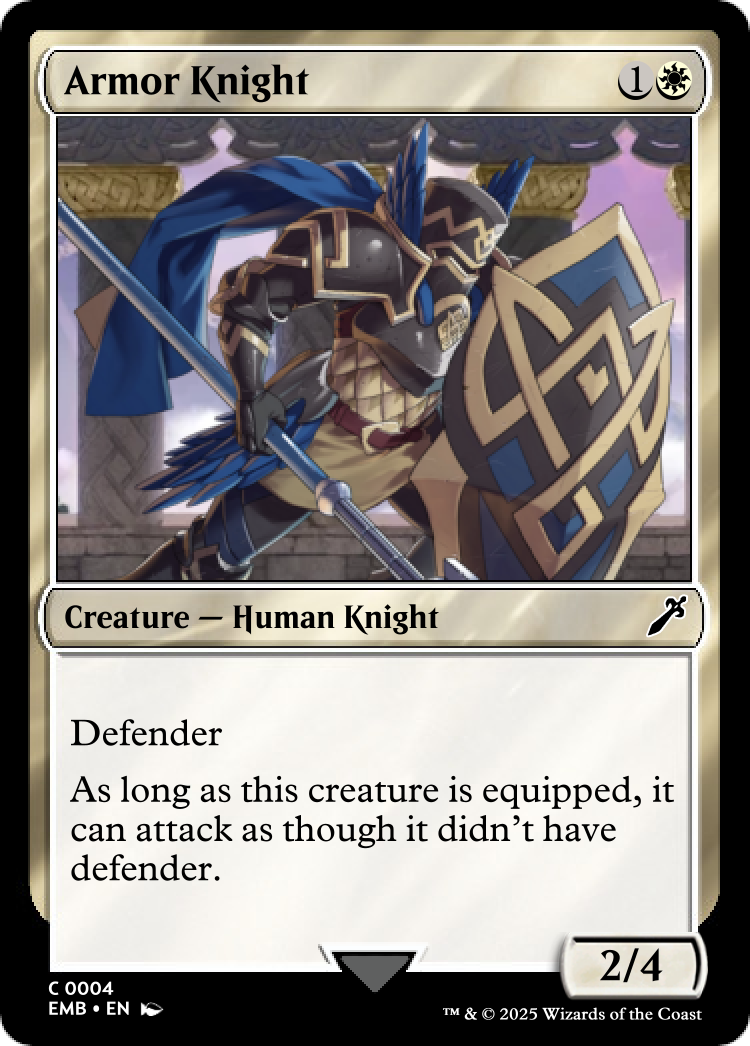 Armor Knight 1
Creature — Human Knight
Defender
As long as this creature is equipped, it
can attack as though it didn't have
defender.
2/4
C 0004
EMB • EN
™ & © 2025 Wizards of the Coast